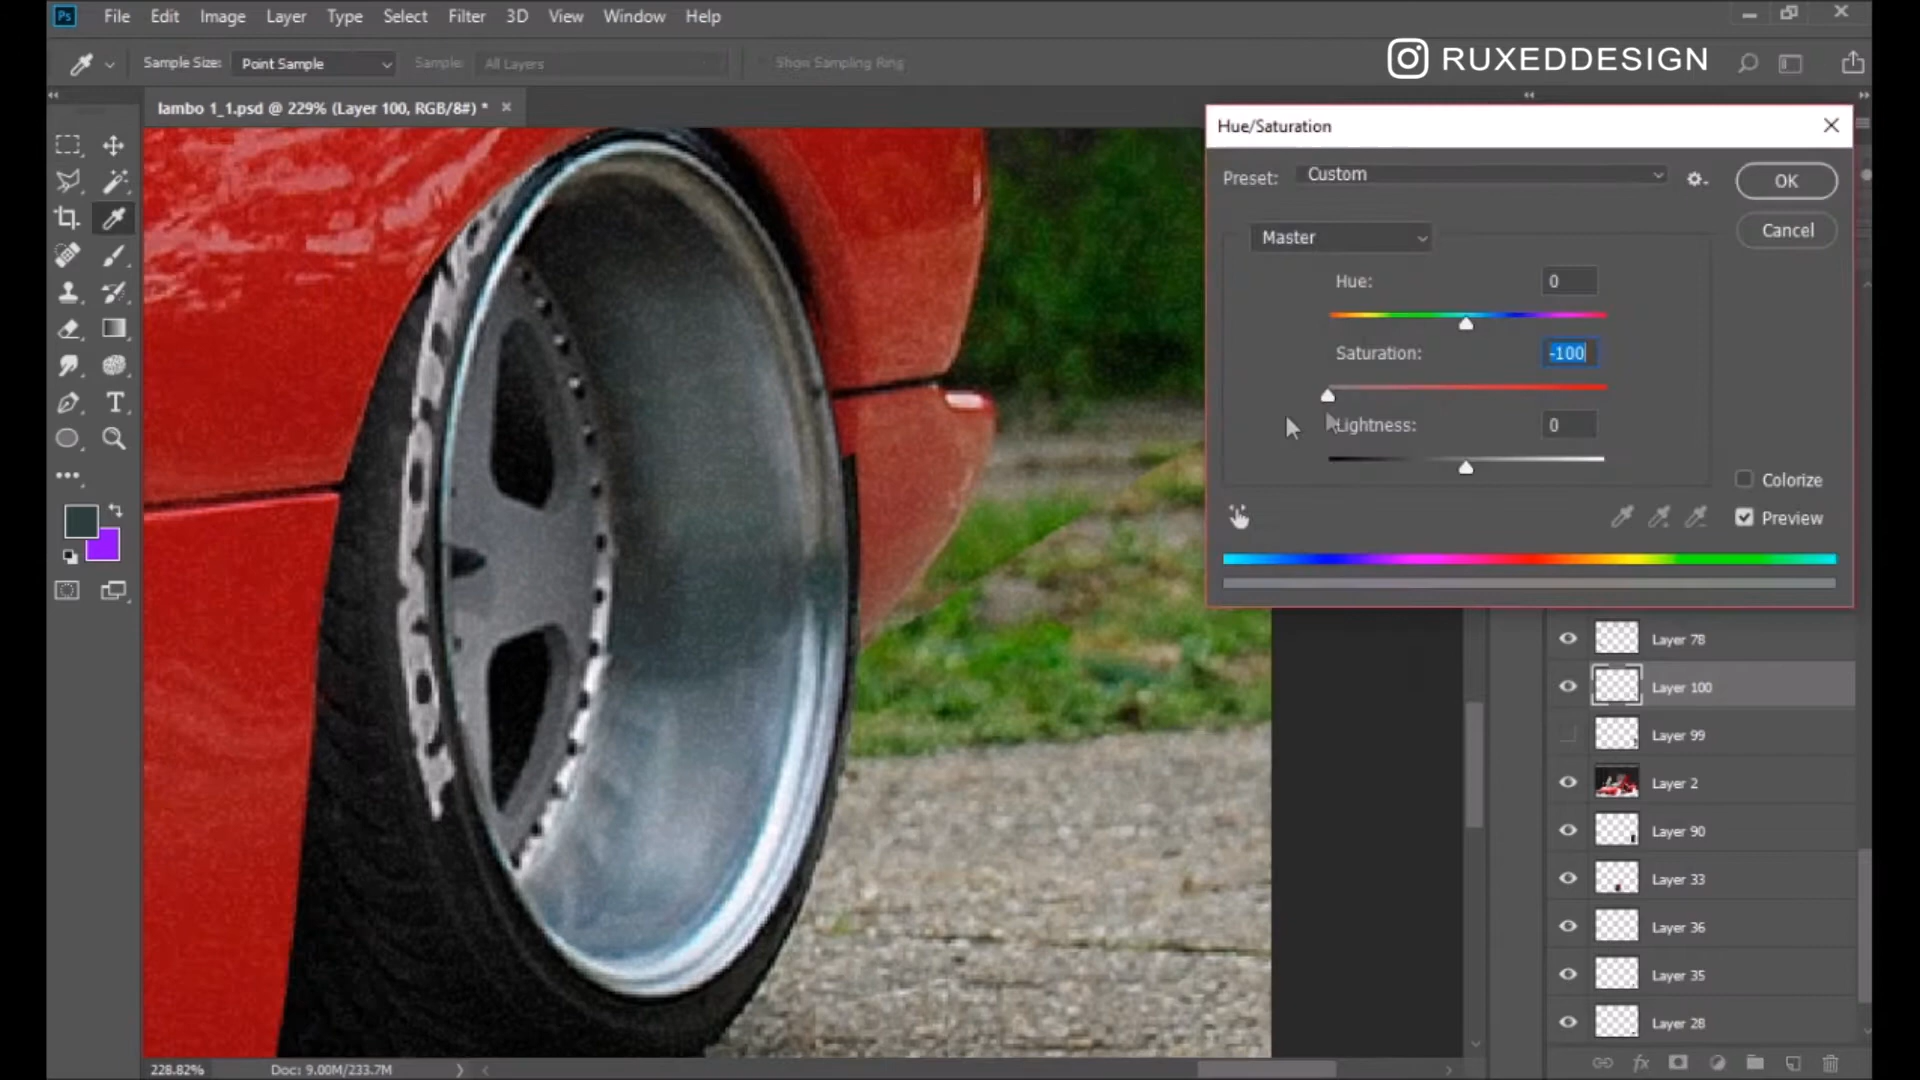 Ps File Edit Image Layer Type Select Filter 3D View Window Help
Sample Size: Point Sample Sample: All Layers Show Sampling Ring
RUXEDDESIGN
lambo 1_1.psd @ 229% (Layer 100, RGB/8#) *
Hue/Saturation
Preset: Custom
OK
Cancel
Master
Hue: 0
Saturation: -100
Lightness: 0
Colorize
Preview
T
Layer 78
Layer 100
Layer 99
Layer 2
Layer 90
Layer 33
Layer 36
Layer 35
Layer 28
fx
228.82% Doc: 9.00M/233.7M